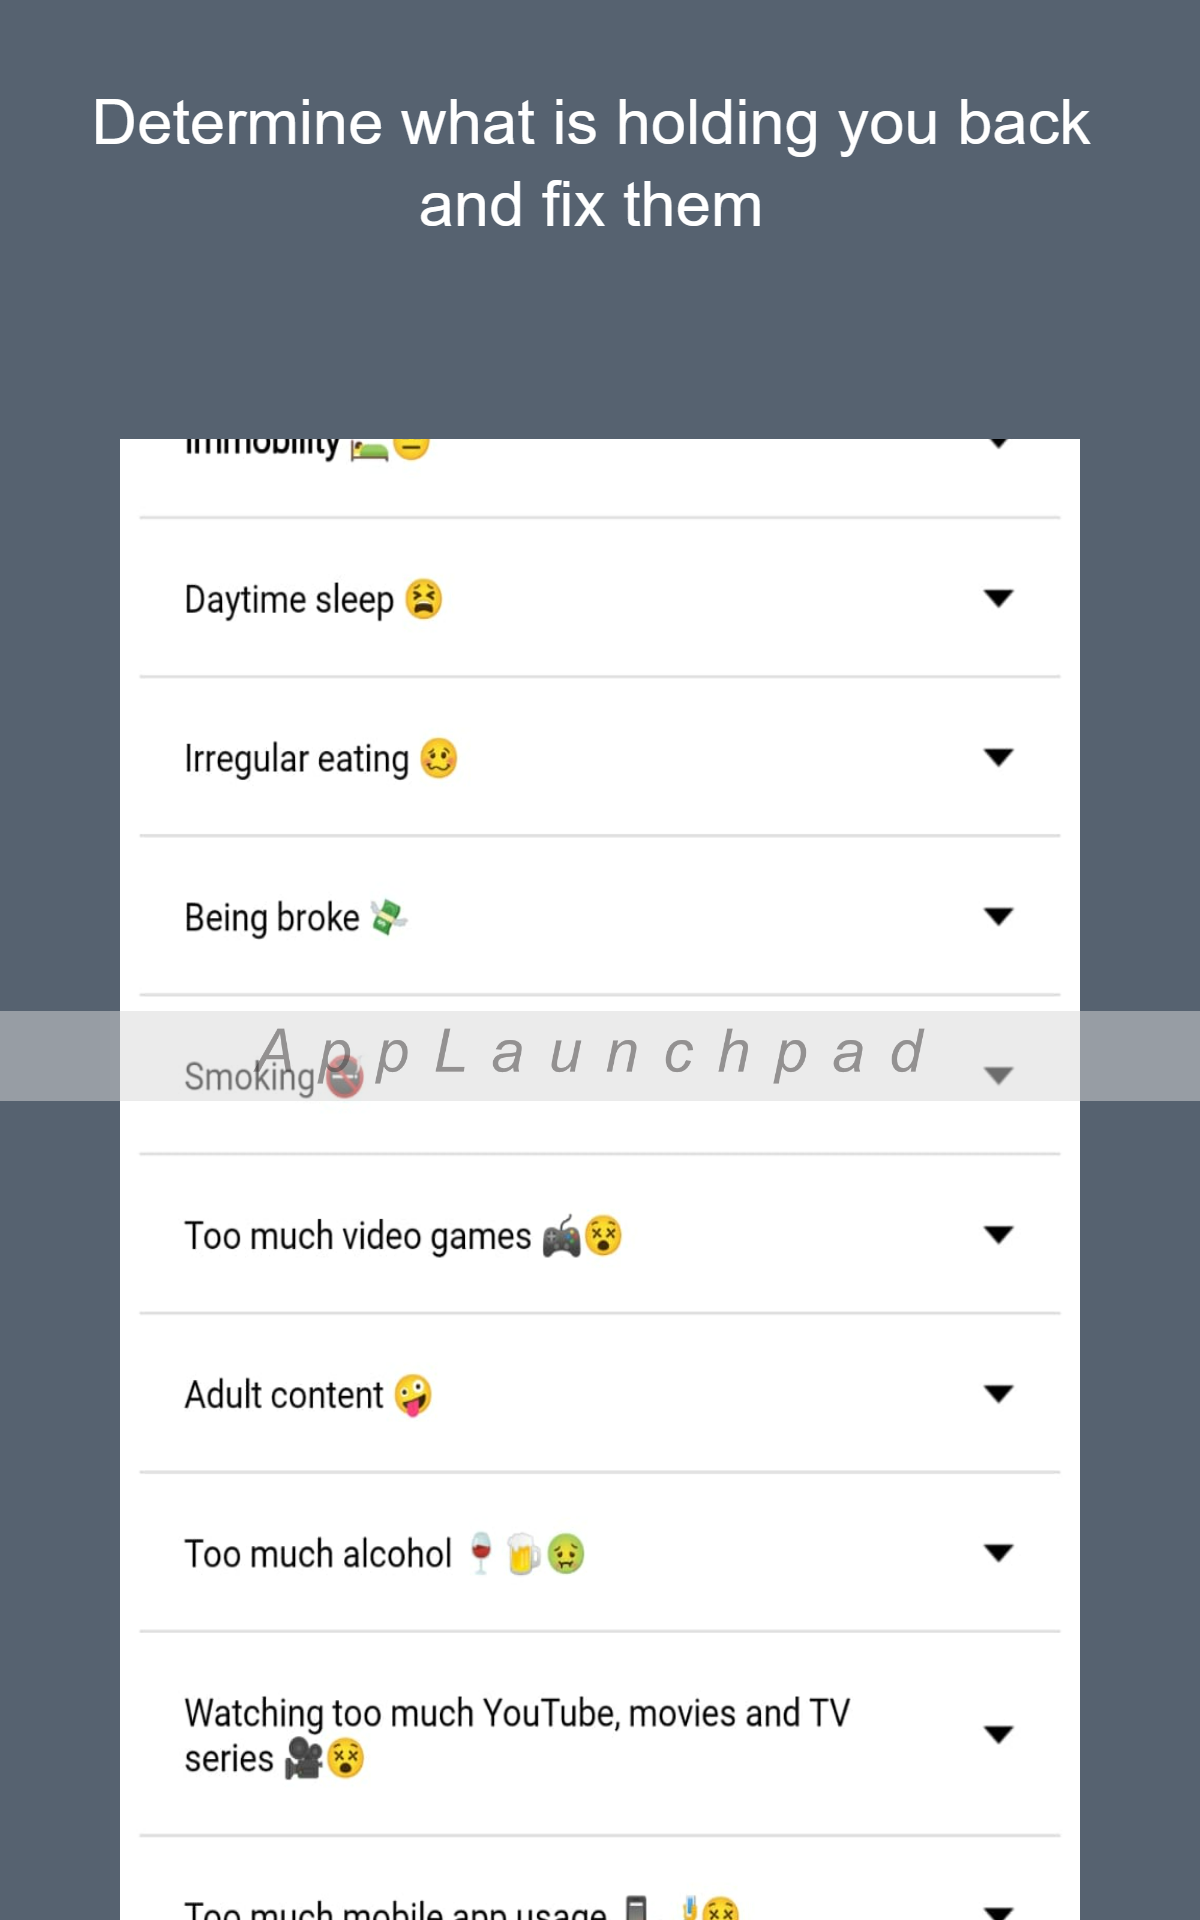 Determine what is holding you back
and fix them
Immobility 🛏️😑
Daytime sleep 😫
Irregular eating 🥴
Being broke 💸
AppLaunchpad
Smoking 🚭
Too much video games 🎮😵
Adult content 🤪
Too much alcohol 🍷🍺🤢
Watching too much YouTube, movies and TV
series 🎥😵
Too much mobile app usage 📱🤳😵